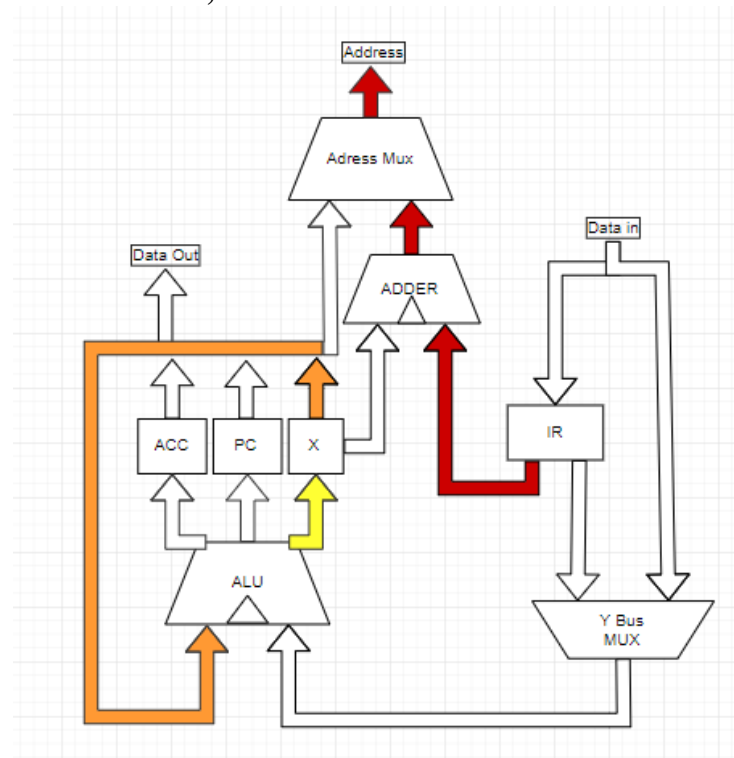 Address
Adress Mux
Data in
Data Out
ADDER
ACC
PC
X
IR
ALU
Y Bus
MUX